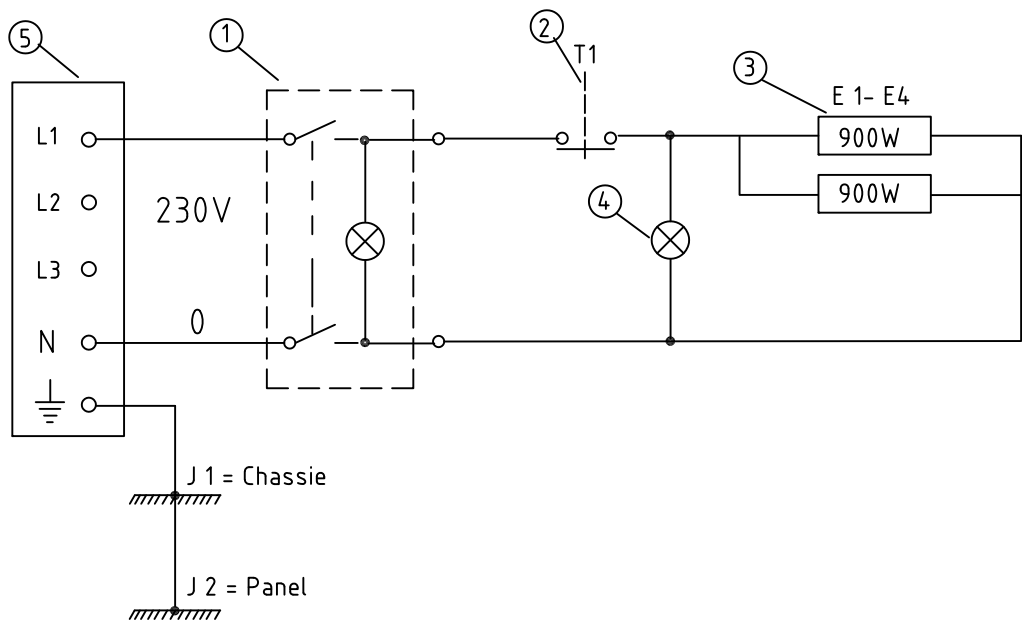 5
1
2
T1
3
E 1- E4
L1
900W
L2
230V
4
900W
L3
N
0
J 1 = Chassie
J 2 = Panel